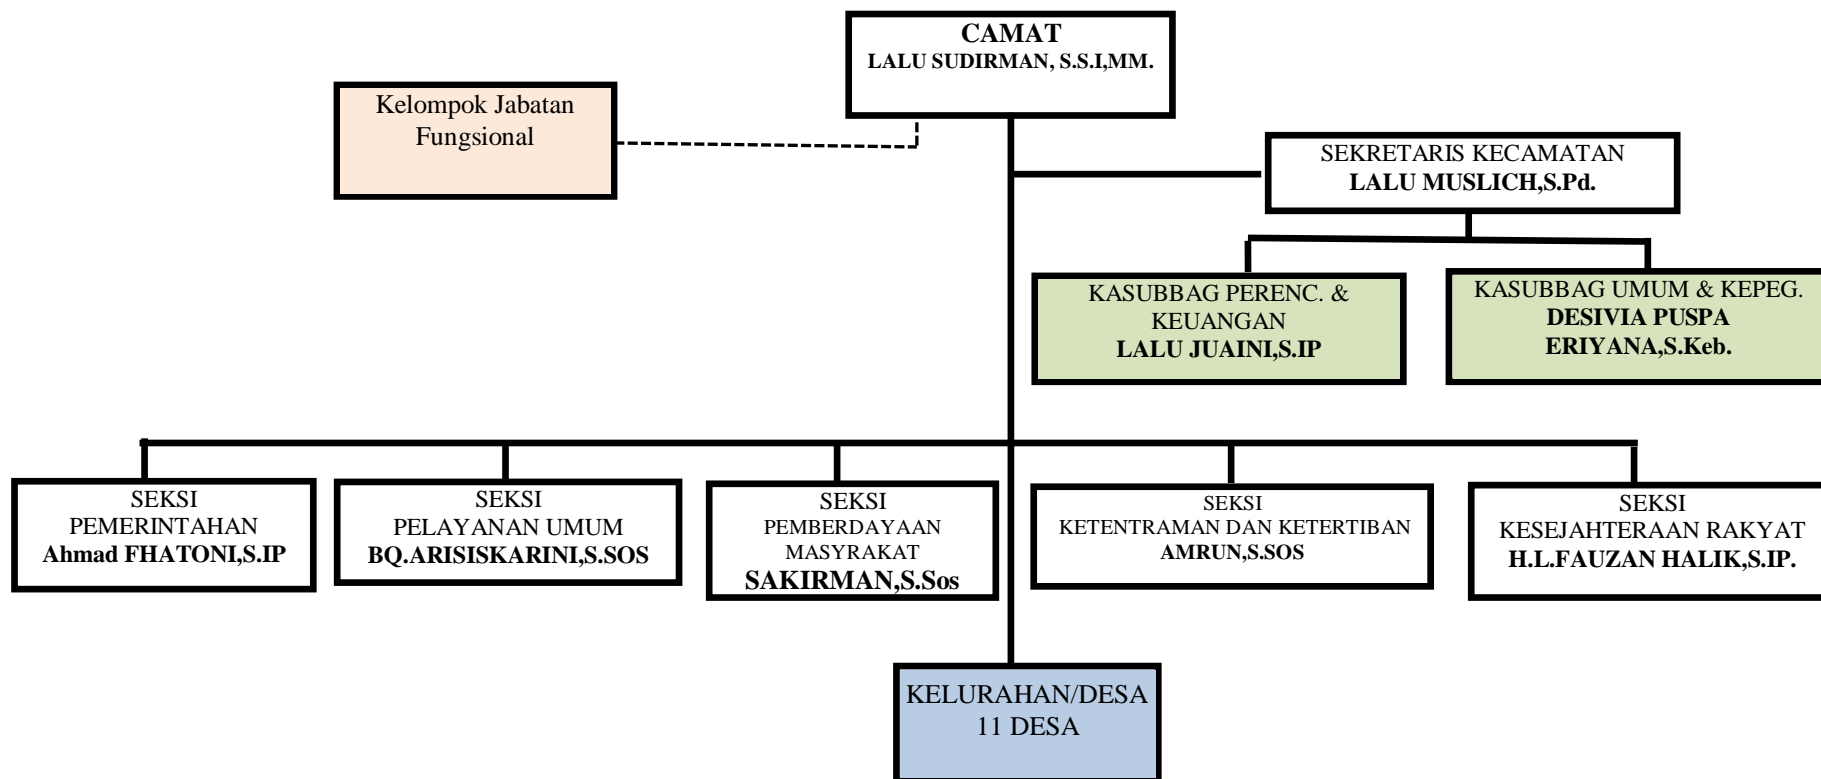 CAMAT
LALU SUDIRMAN, S.S.I,MM.
Kelompok Jabatan
Fungsional
SEKRETARIS KECAMATAN
LALU MUSLICH,S.Pd.
KASUBBAG PERENC. &
KEUANGAN
LALU JUAINI,S.IP
KASUBBAG UMUM & KEPEG.
DESIVIA PUSPA
ERIYANA,S.Keb.
SEKSI
PEMERINTAHAN
Ahmad FHATONI,S.IP
SEKSI
PELAYANAN UMUM
BQ.ARISISKARINI,S.SOS
SEKSI
PEMBERDAYAAN
MASYRAKAT
SAKIRMAN,S.Sos
SEKSI
KETENTRAMAN DAN KETERTIBAN
AMRUN,S.SOS
SEKSI
KESEJAHTERAAN RAKYAT
H.L.FAUZAN HALIK,S.IP.
KELURAHAN/DESA
11 DESA